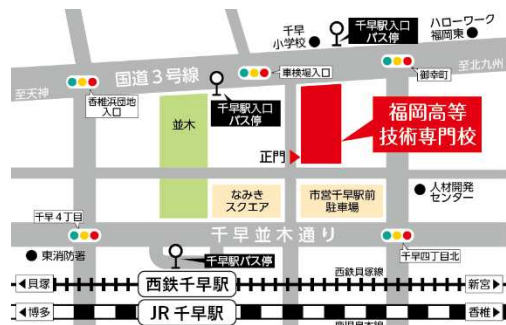 千早
小学校
千早駅入口
バス停
ハローワーク
福岡東
国道3号線
車検場入口
至北九州
御幸町
至天神
香椎浜団地
入口
千早駅入口
バス停
並木
福岡高等
技術専門校
正門
なみき
スクエア
市営千早駅前
駐車場
人材開発
センター
千早4丁目
千早並木通り
東消防署
千早駅バス停
千早四丁目北
西鉄貝塚線
貝塚
西鉄千早駅
新宮
博多
JR千早駅
香椎
鹿児島本線